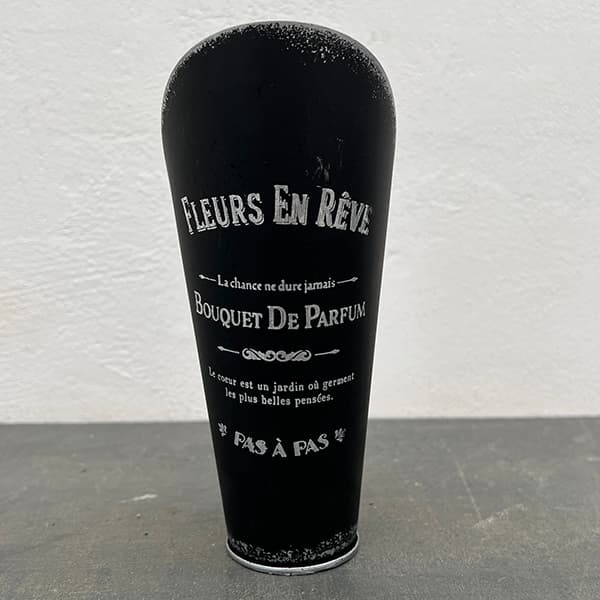 FLEURS EN RÊVE
La chance ne dure jamais
BOUQUET DE PARFUM
Le coeur est un jardin où germent
les plus belles pensées.
PAS À PAS